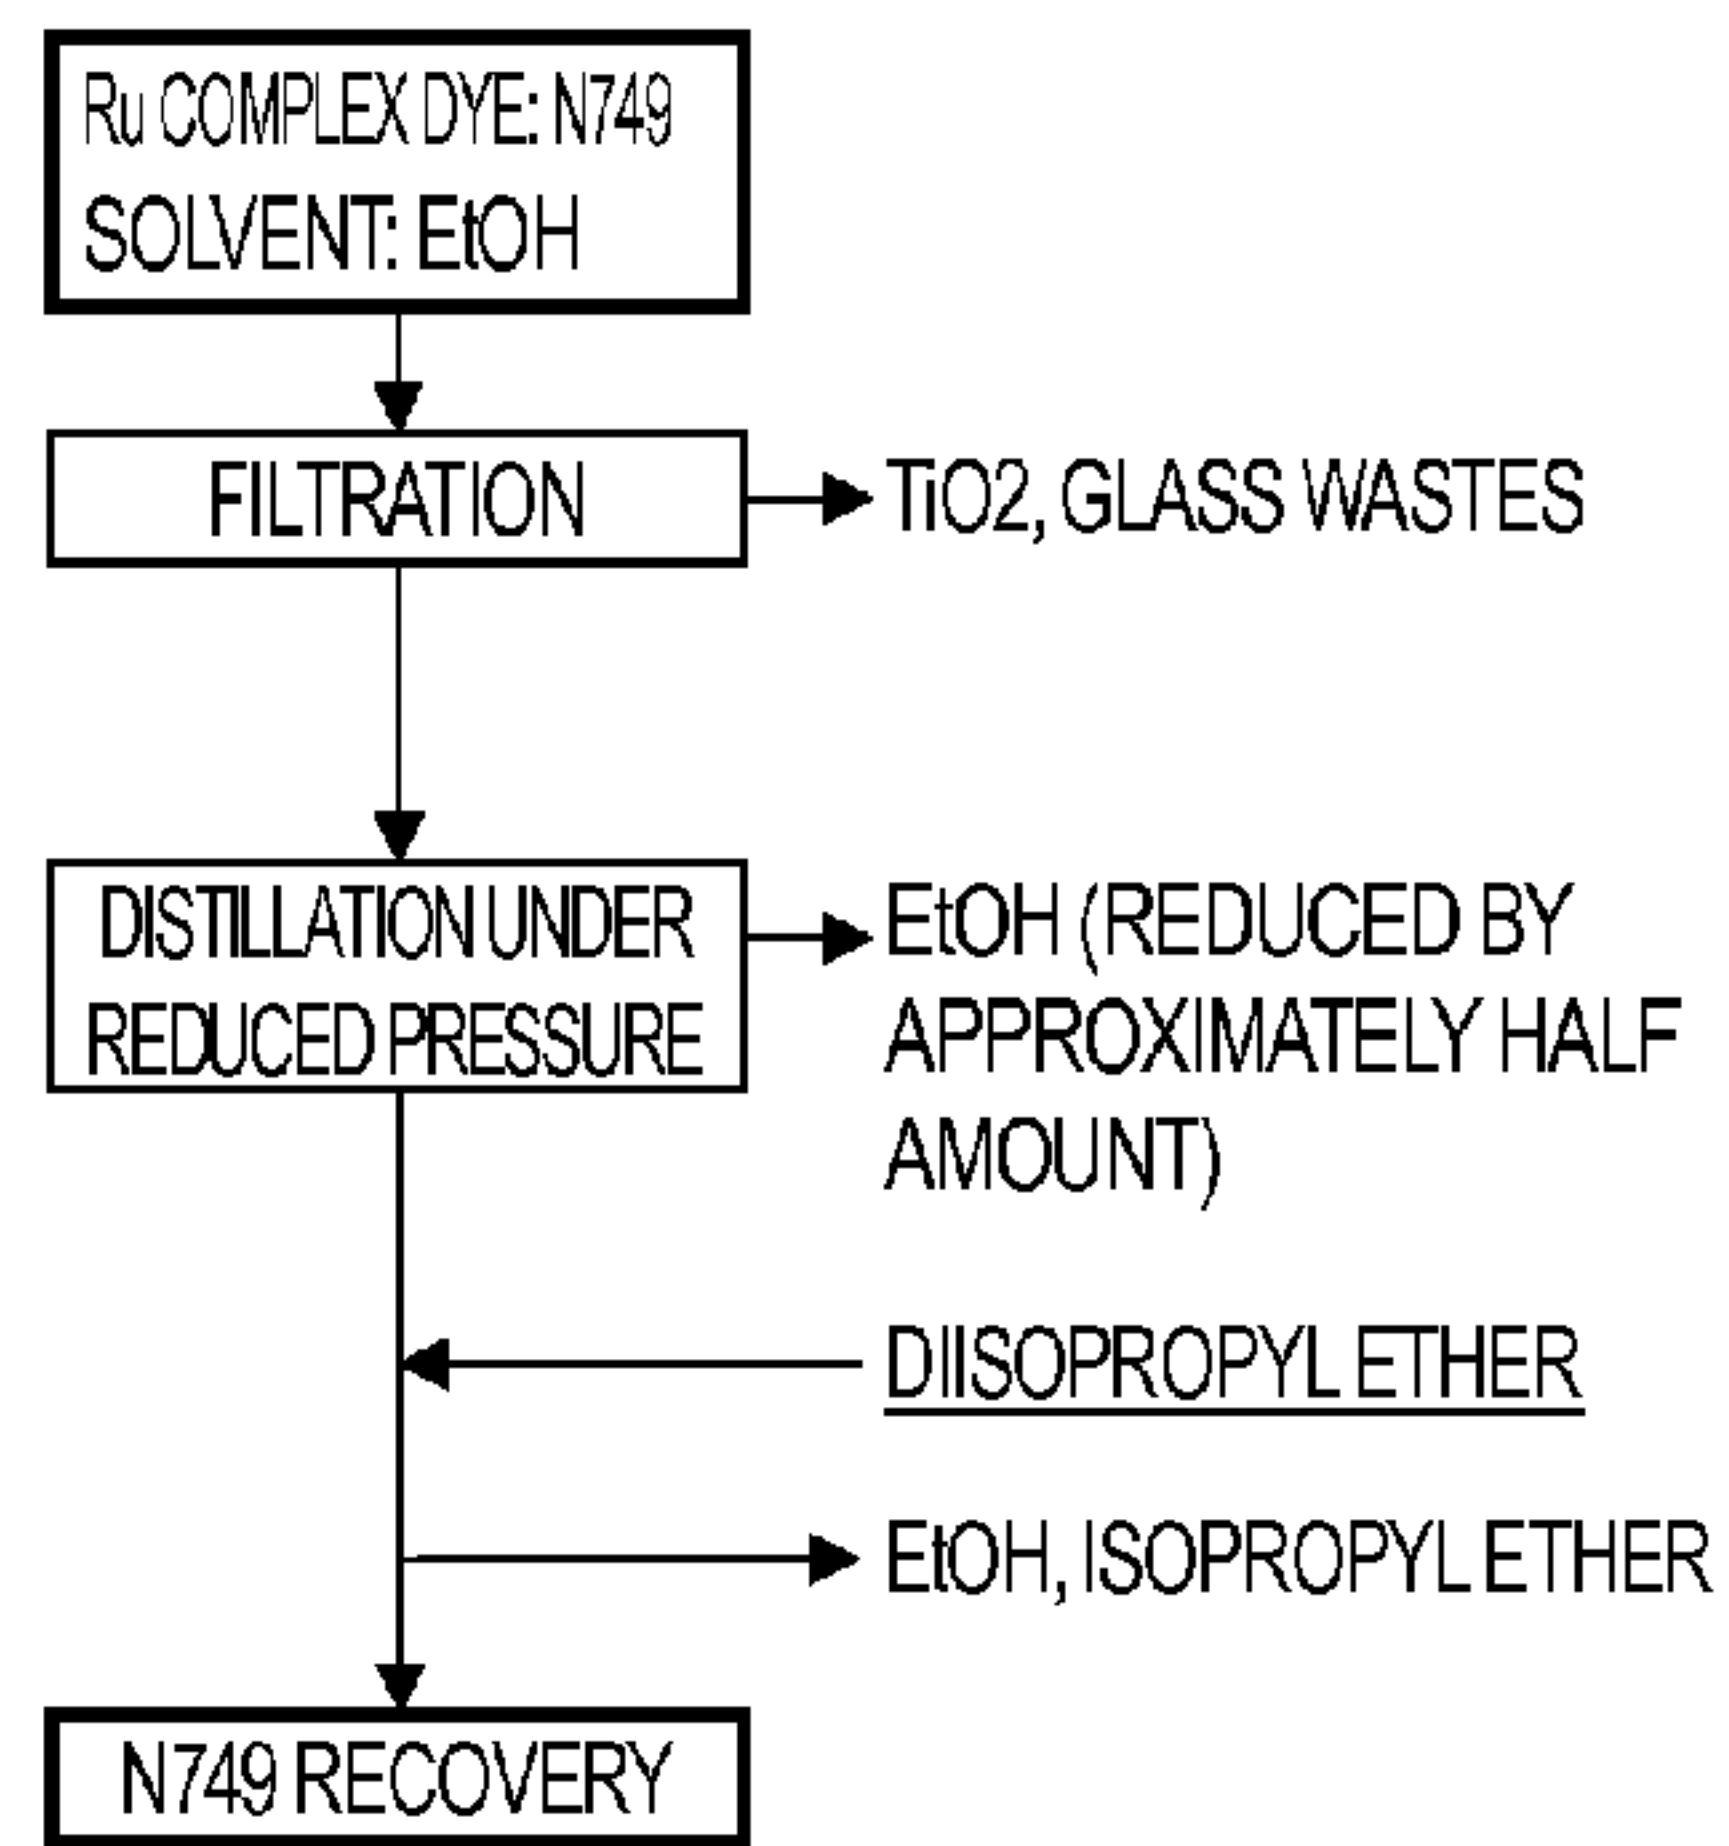 Ru COMPLEX DYE: N749
SOLVENT: EtOH
FILTRATION
TiO2, GLASS WASTES
DISTILLATION UNDER
REDUCED PRESSURE
EtOH (REDUCED BY
APPROXIMATELY HALF
AMOUNT)
DIISOPROPYL ETHER
EtOH, ISOPROPYL ETHER
N749 RECOVERY